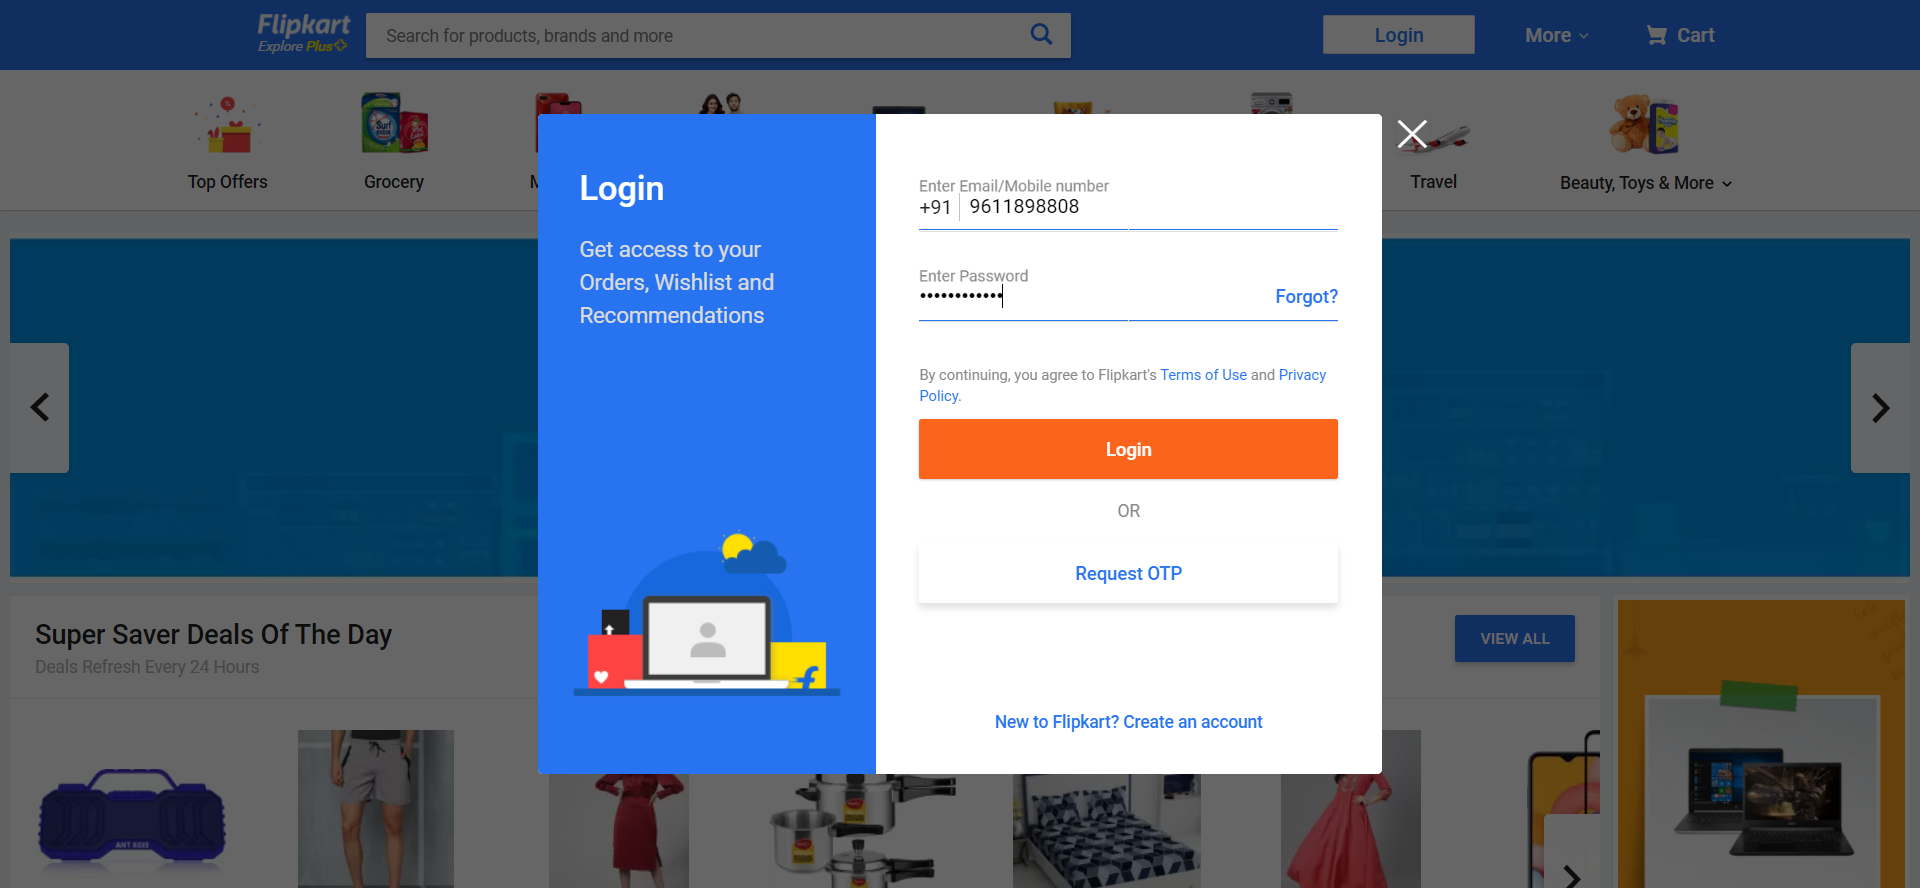 Flipkart
Explore Plus
Search for products, brands and more
Login
More
Cart
Top Offers
Grocery
M
Travel
Beauty, Toys & More
Login
Get access to your
Orders, Wishlist and
Recommendations
Enter Email/Mobile number
+91 9611898808
Enter Password
••••••••••••
Forgot?
By continuing, you agree to Flipkart's Terms of Use and Privacy
Policy.
Login
OR
Request OTP
New to Flipkart? Create an account
Super Saver Deals Of The Day
Deals Refresh Every 24 Hours
VIEW ALL